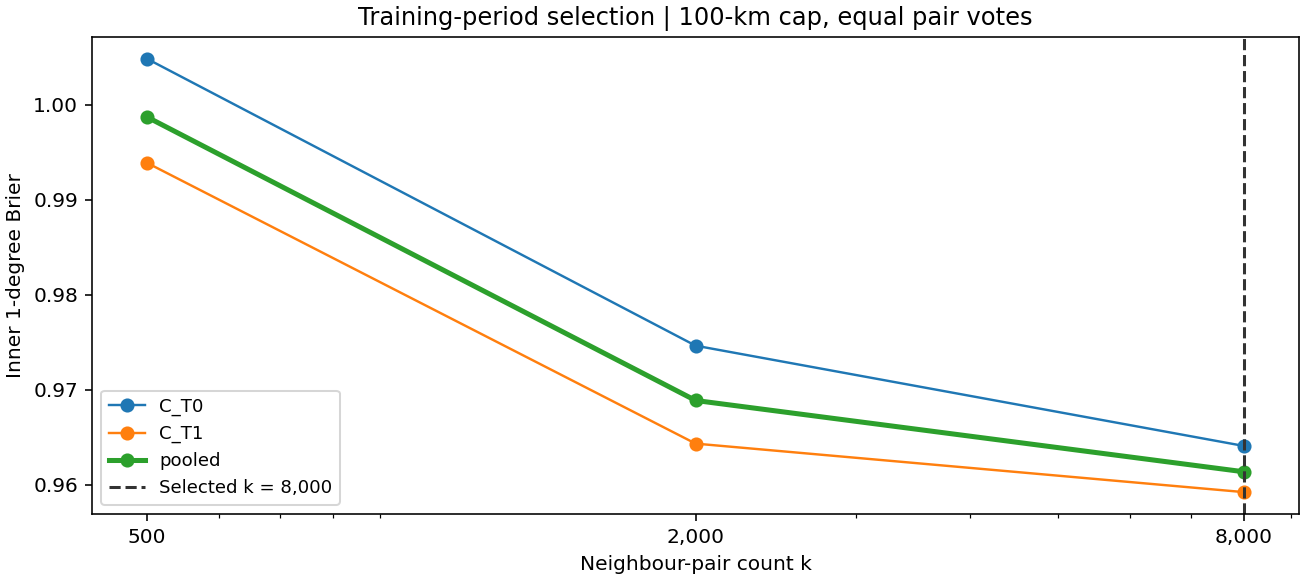 Training-period selection | 100-km cap, equal pair votes
Inner 1-degree Brier
1.00
0.99
0.98
0.97
0.96
C_T0
C_T1
pooled
Selected k = 8,000
500
2,000
8,000
Neighbour-pair count k